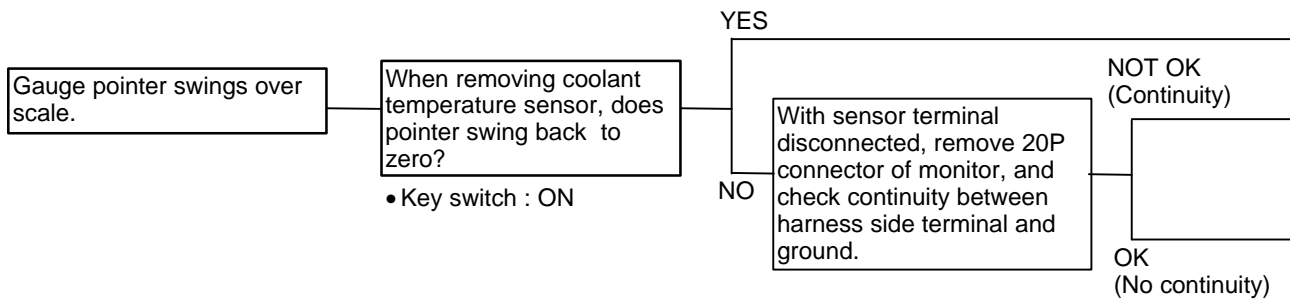 YES
Gauge pointer swings over
scale.
When removing coolant
temperature sensor, does
pointer swing back to
zero?
• Key switch : ON
NO
With sensor terminal
disconnected, remove 20P
connector of monitor, and
check continuity between
harness side terminal and
ground.
NOT OK
(Continuity)
OK
(No continuity)